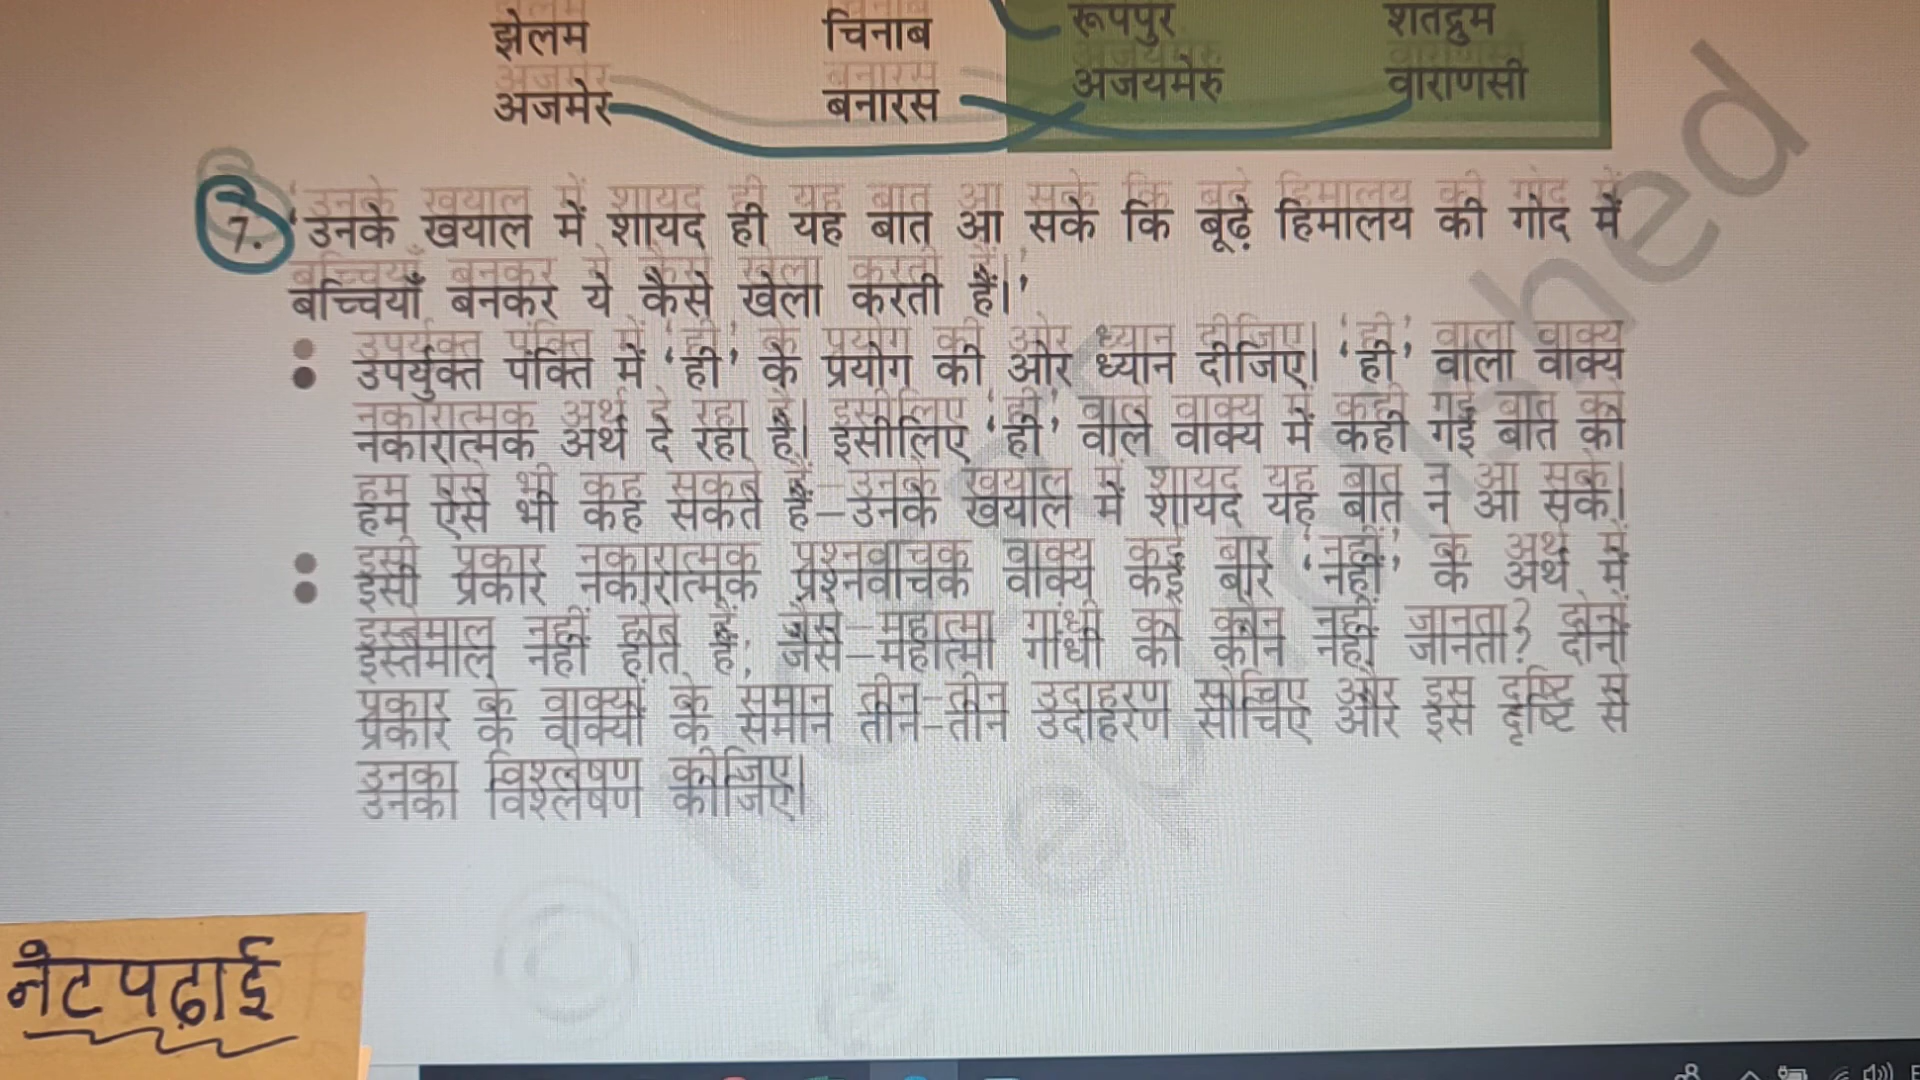 झेलम चिनाब रूपपुर शतद्रुम
अजमेर बनारस अजयमेरु वाराणसी
7. 'उनके खयाल में शायद ही यह बात आ सके कि बूढ़े हिमालय की गोद में
बच्चियाँ बनकर ये कैसे खेला करती हैं।'
• उपर्युक्त पंक्ति में 'ही' के प्रयोग की ओर ध्यान दीजिए। 'ही' वाला वाक्य
नकारात्मक अर्थ दे रहा है। इसीलिए 'ही' वाले वाक्य में कही गई बात को
हम ऐसे भी कह सकते हैं—उनके खयाल में शायद यह बात न आ सके।
• इसी प्रकार नकारात्मक प्रश्नवाचक वाक्य कई बार 'नहीं' के अर्थ में
इस्तेमाल नहीं होते हैं, जैसे—महात्मा गांधी को कौन नहीं जानता? दोनों
प्रकार के वाक्यों के समान तीन-तीन उदाहरण सोचिए और इस दृष्टि से
उनका विश्लेषण कीजिए।
नेटपढ़ाई